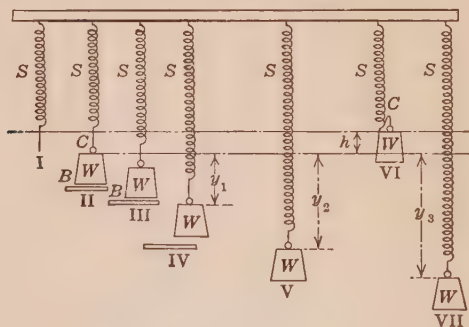 S S S S S S S
I C h C
B W W W
II B W y₁ VI
III W y₂ y₃
IV
W
V W
VII